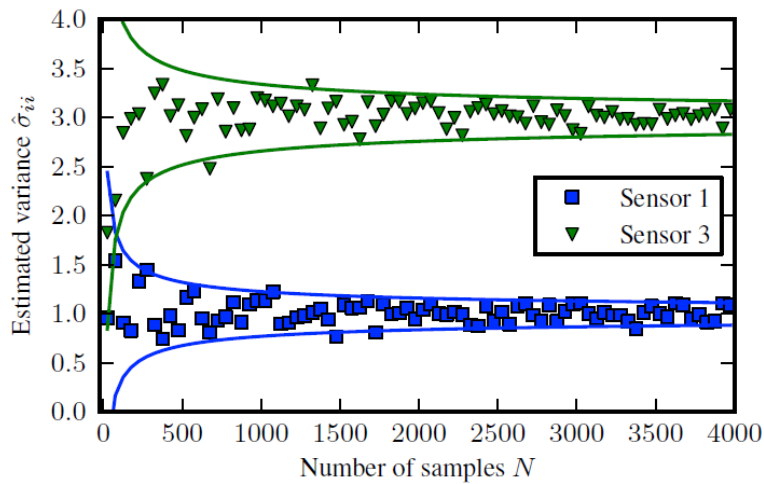 4.0
3.5
3.0
2.5
2.0
1.5
1.0
0.5
0.0
Estimated variance σ̂ᵢᵢ
Sensor 1
Sensor 3
0 500 1000 1500 2000 2500 3000 3500 4000
Number of samples N